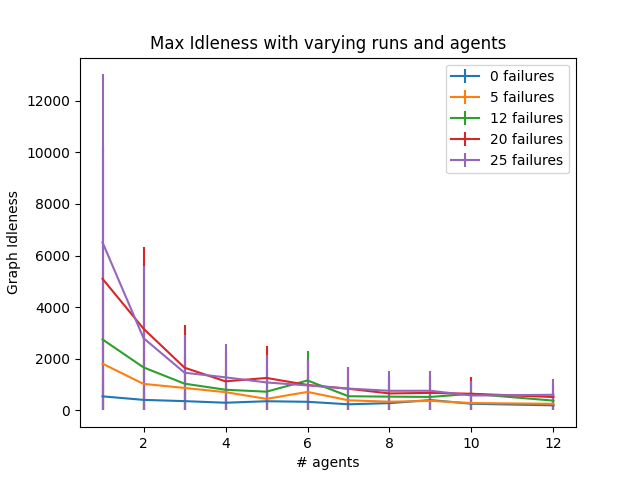 Max Idleness with varying runs and agents
0 failures
5 failures
12 failures
20 failures
25 failures
Graph Idleness
12000
10000
8000
6000
4000
2000
0
2
4
6
8
10
12
# agents